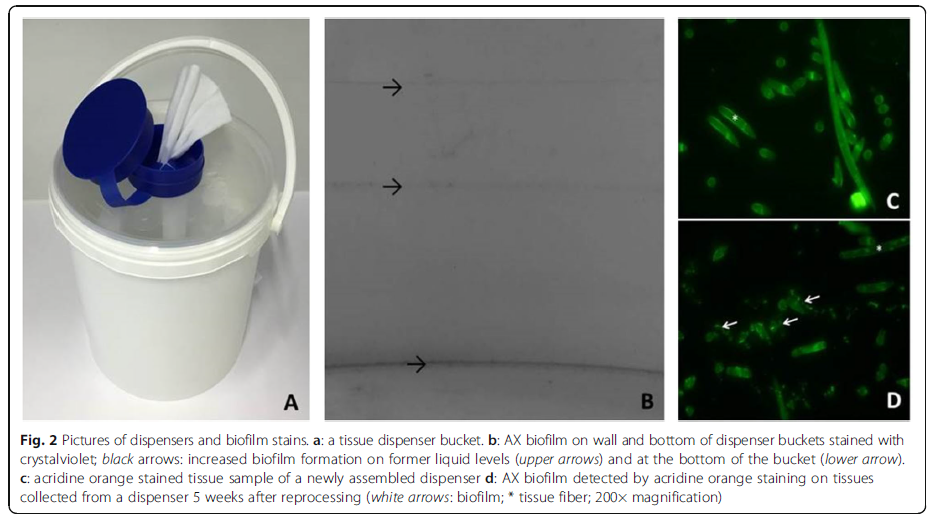 A
B
C
D
Fig. 2 Pictures of dispensers and biofilm stains. a: a tissue dispenser bucket. b: AX biofilm on wall and bottom of dispenser buckets stained with
crystalviolet; black arrows: increased biofilm formation on former liquid levels (upper arrows) and at the bottom of the bucket (lower arrow).
c: acridine orange stained tissue sample of a newly assembled dispenser d: AX biofilm detected by acridine orange staining on tissues
collected from a dispenser 5 weeks after reprocessing (white arrows: biofilm; * tissue fiber; 200× magnification)